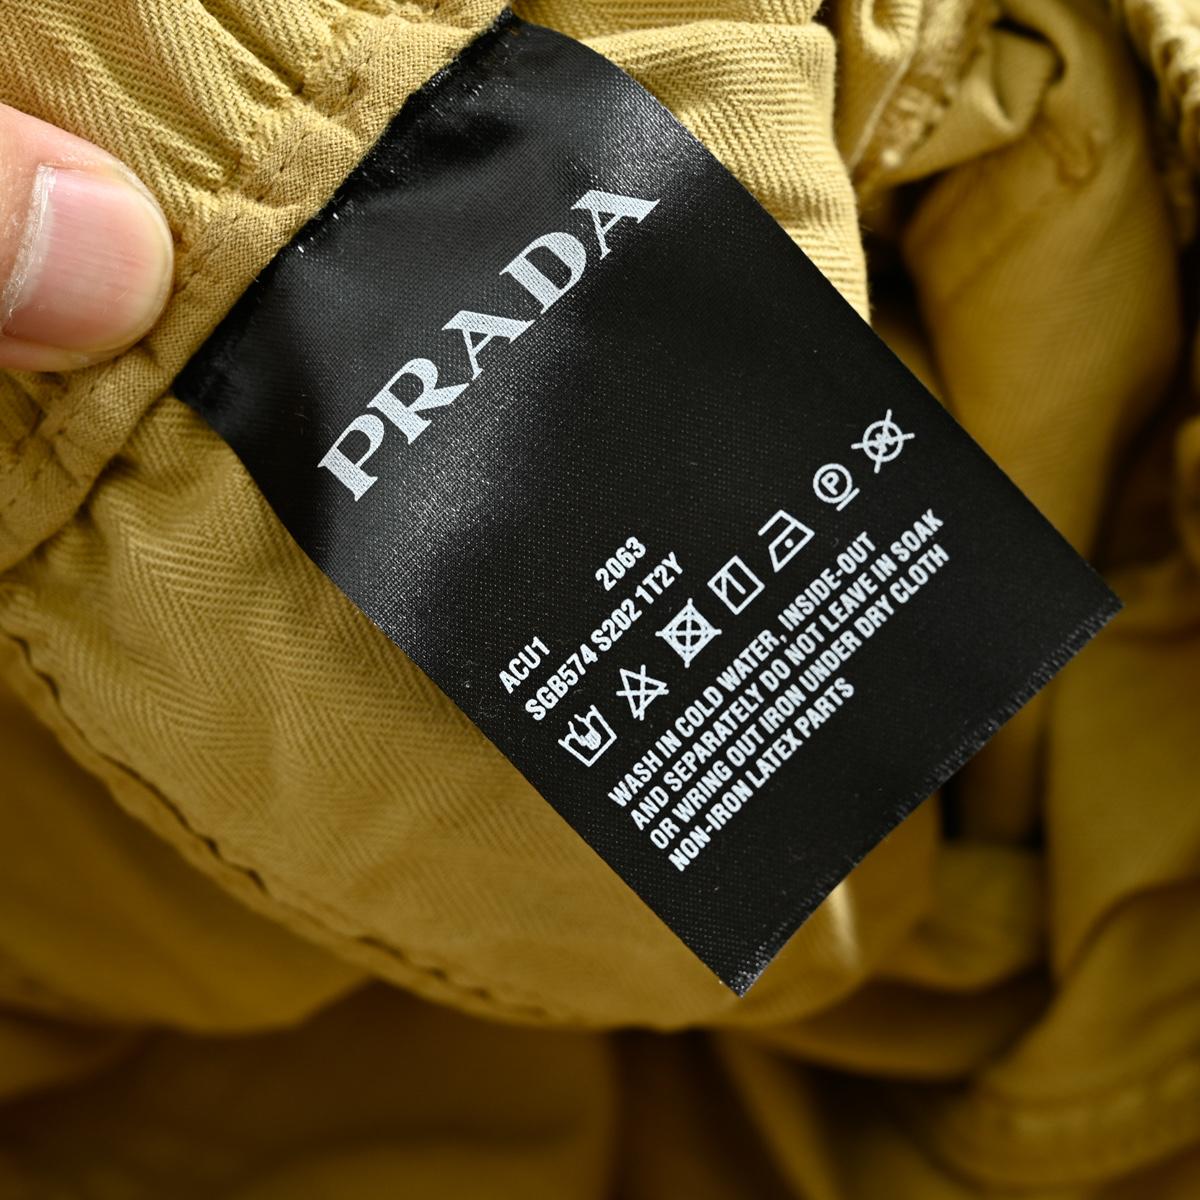 PRADA
ACU1 2063
SGB574 S202 1T2Y
P
WASH IN COLD WATER, INSIDE-OUT
AND SEPARATELY DO NOT LEAVE IN SOAK
OR WRING OUT IRON UNDER DRY CLOTH
NON-IRON LATEX PARTS